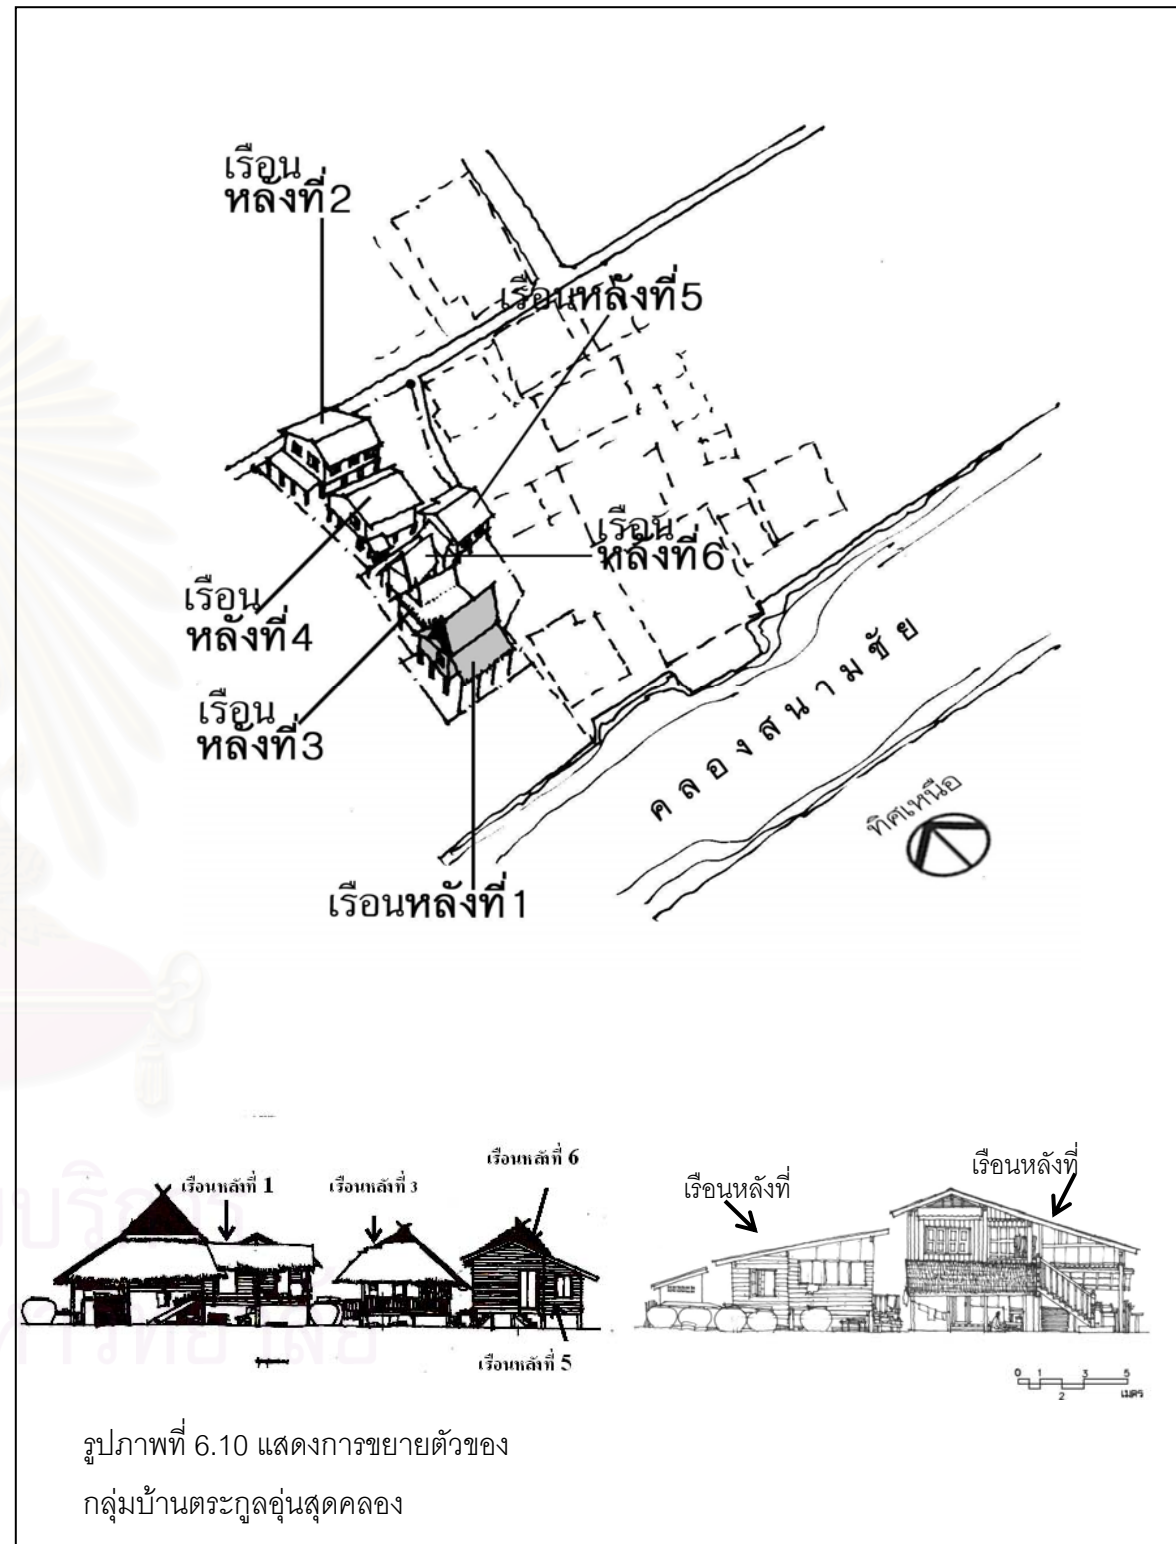 เรือน
หลังที่2
เรือนหลังที่5
เรือน
หลังที่6
เรือน
หลังที่4
เรือน
หลังที่3
คลองสนามชัย
ทิศเหนือ
เรือนหลังที่1
เรือนหลังที่ 6
เรือนหลังที่ 1
เรือนหลังที่ 3
เรือนหลังที่
เรือนหลังที่
เรือนหลังที่ 5
0 1 3 5
2 เมตร
รูปภาพที่ 6.10 แสดงการขยายตัวของ
กลุ่มบ้านตระกูลอุ่นสุดคลอง